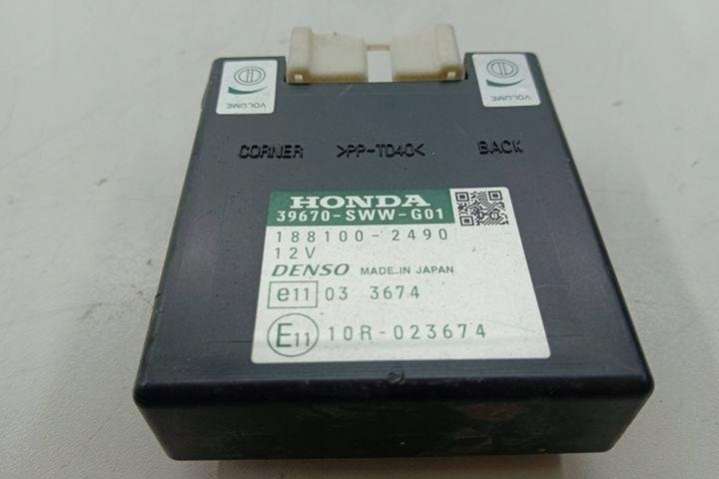 VOLUME
VOLUME
CORNER >PP-TD40< BACK
HONDA
39670-SWW-G01
188100-2490
12V
DENSO MADE IN JAPAN
e11 03 3674
E11 10R-023674